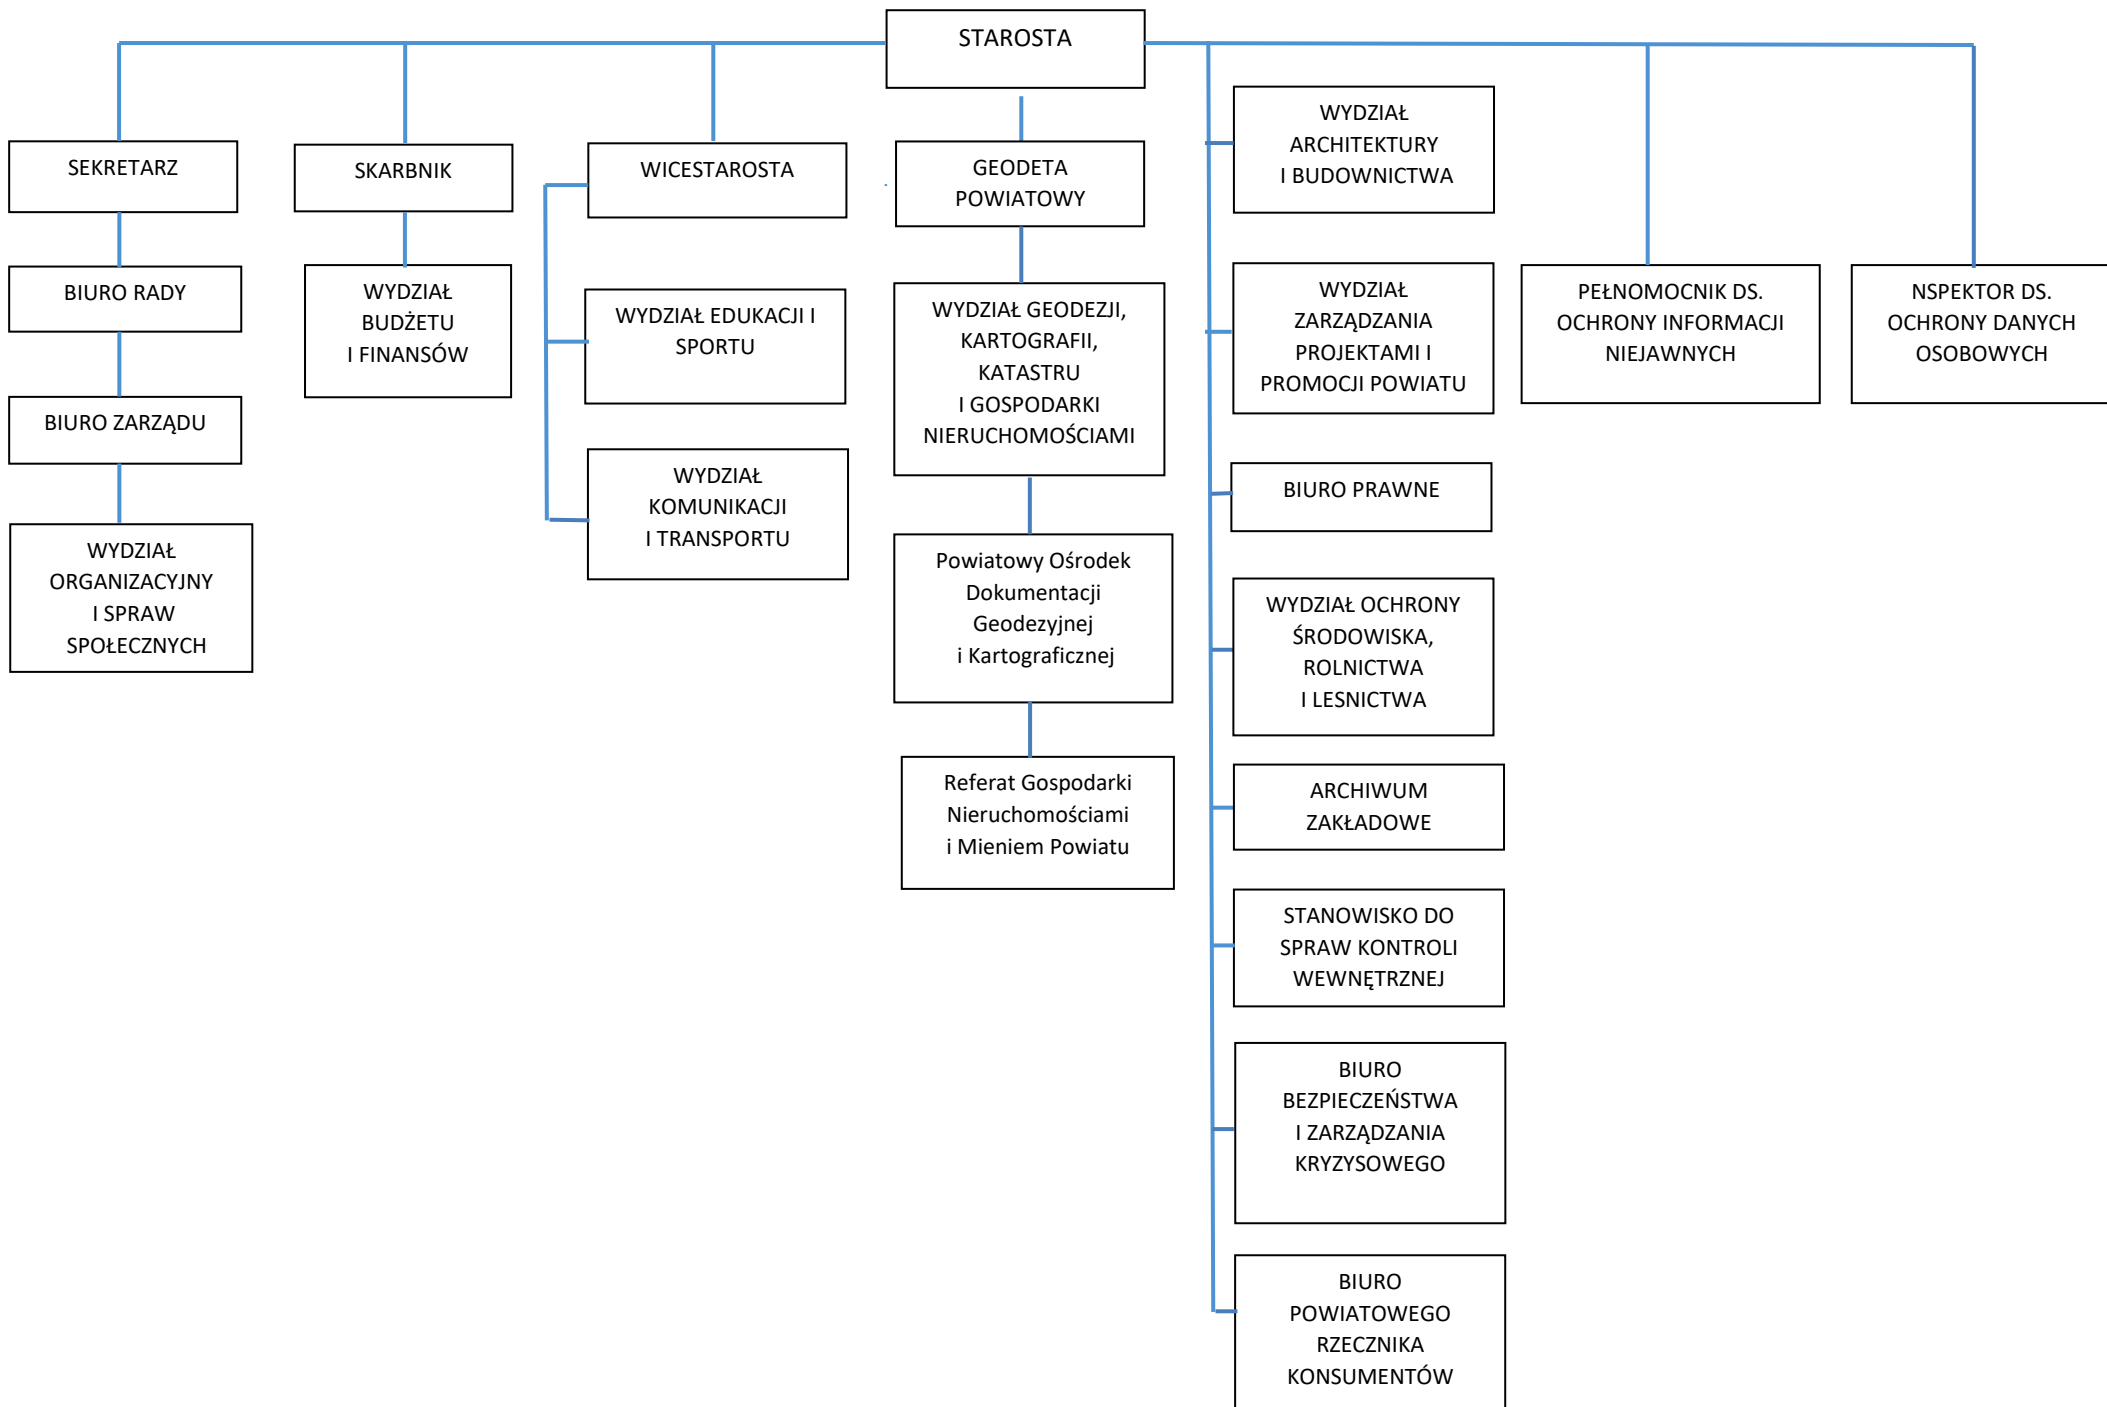 STAROSTA
SEKRETARZ
BIURO RADY
BIURO ZARZĄDU
WYDZIAŁ
ORGANIZACYJNY
I SPRAW
SPOŁECZNYCH
SKARBNIK
WYDZIAŁ
BUDŻETU
I FINANSÓW
WICESTAROSTA
WYDZIAŁ EDUKACJI I
SPORTU
WYDZIAŁ
KOMUNIKACJI
I TRANSPORTU
GEODETA
POWIATOWY
WYDZIAŁ GEODEZJI,
KARTOGRAFII,
KATASTRU
I GOSPODARKI
NIERUCHOMOŚCIAMI
Powiatowy Ośrodek
Dokumentacji
Geodezyjnej
i Kartograficznej
Referat Gospodarki
Nieruchomościami
i Mieniem Powiatu
WYDZIAŁ
ARCHITEKTURY
I BUDOWNICTWA
WYDZIAŁ
ZARZĄDZANIA
PROJEKTAMI I
PROMOCJI POWIATU
BIURO PRAWNE
WYDZIAŁ OCHRONY
ŚRODOWISKA,
ROLNICTWA
I LESNICTWA
ARCHIWUM
ZAKŁADOWE
STANOWISKO DO
SPRAW KONTROLI
WEWNĘTRZNEJ
BIURO
BEZPIECZEŃSTWA
I ZARZĄDZANIA
KRYZYSOWEGO
BIURO
POWIATOWEGO
RZECZNIKA
KONSUMENTÓW
PEŁNOMOCNIK DS.
OCHRONY INFORMACJI
NIEJAWNYCH
NSPEKTOR DS.
OCHRONY DANYCH
OSOBOWYCH